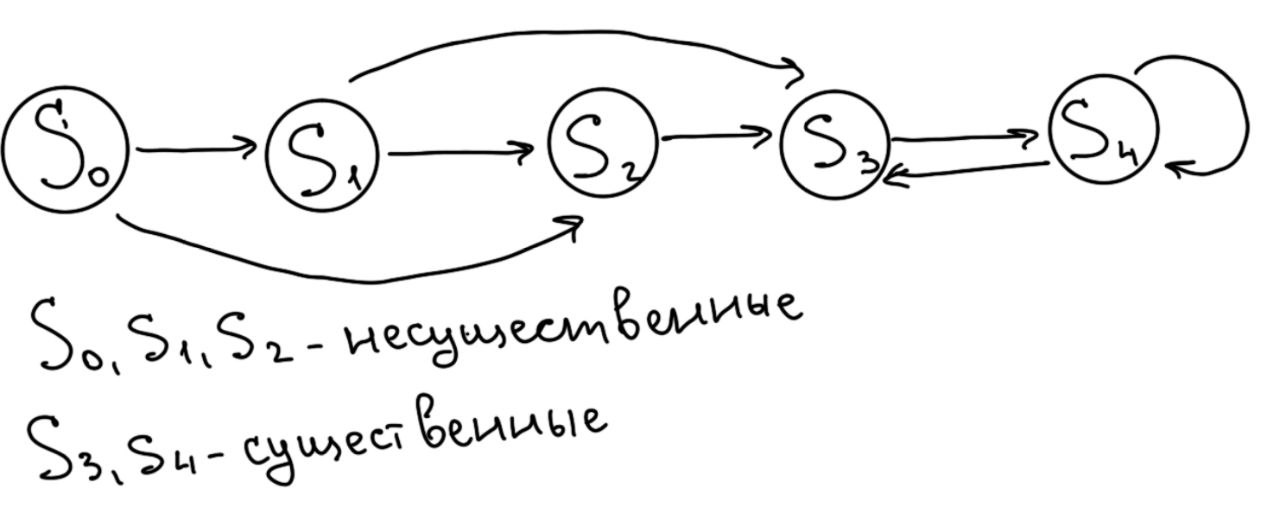 S₀ S₁ S₂ S₃ S₄
S₀, S₁, S₂ - несущественные
S₃, S₄ - существенные